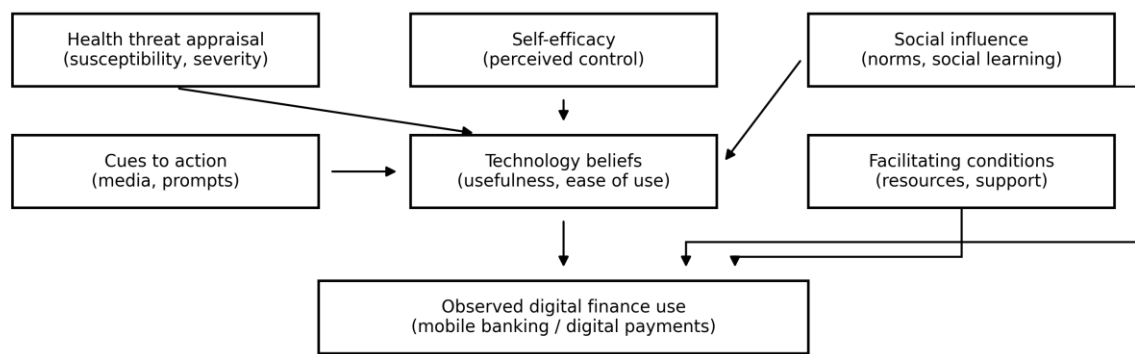 Health threat appraisal
(susceptibility, severity)
Self-efficacy
(perceived control)
Social influence
(norms, social learning)
Cues to action
(media, prompts)
Technology beliefs
(usefulness, ease of use)
Facilitating conditions
(resources, support)
Observed digital finance use
(mobile banking / digital payments)